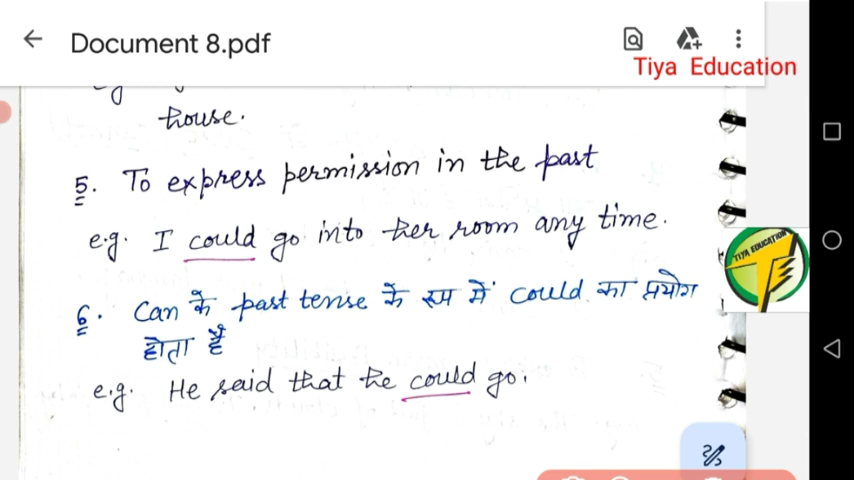 Document 8.pdf
Tiya Education
house.
5. To express permission in the past
e.g. I could go into her room any time.
TIYA EDUCATION
6. Can के past tense के रूप में could का प्रयोग
होता है
e.g. He said that he could go.